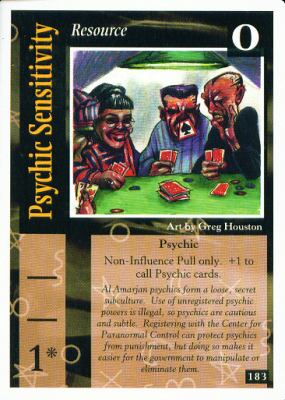 Psychic Sensitivity
Resource
0
Art by Greg Houston
Psychic
Non-Influence Pull only. +1 to
call Psychic cards.
Al Amarjan psychics form a loose, secret
subculture. Use of unregistered psychic
powers is illegal, so psychics are cautious
and subtle. Registering with the Center for
Paranormal Control can protect psychics
from punishment, but doing so makes it
easier for the government to manipulate or
eliminate them.
1*
183